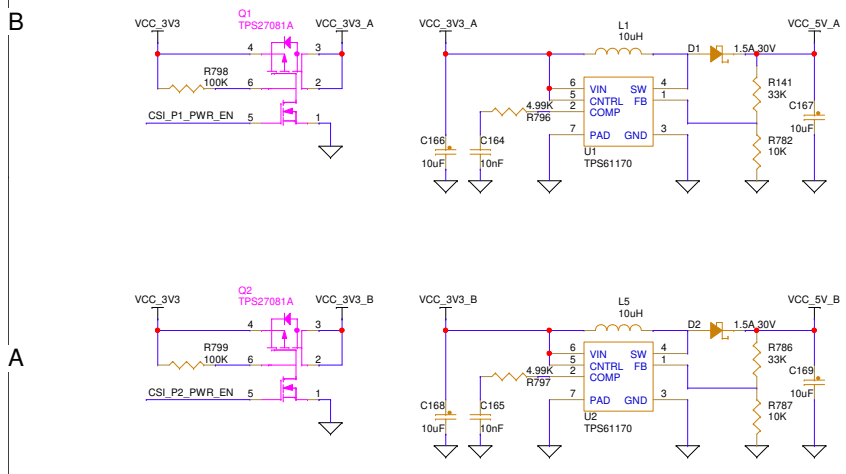 B
Q1
TPS27081A
VCC_3V3
VCC_3V3_A
4
3
R798
100K
6
2
CSI_P1_PWR_EN
5
1
VCC_3V3_A
L1
10uH
D1
1.5A,30V
VCC_5V_A
6
VIN
SW
4
5
CNTRL
FB
1
2
COMP
4.99K
R796
7
PAD
GND
3
U1
TPS61170
C166
10uF
C164
10nF
R141
33K
C167
10uF
R782
10K
A
Q2
TPS27081A
VCC_3V3
VCC_3V3_B
4
3
R799
100K
6
2
CSI_P2_PWR_EN
5
1
VCC_3V3_B
L5
10uH
D2
1.5A,30V
VCC_5V_B
6
VIN
SW
4
5
CNTRL
FB
1
2
COMP
4.99K
R797
7
PAD
GND
3
U2
TPS61170
C168
10uF
C165
10nF
R786
33K
C169
10uF
R787
10K